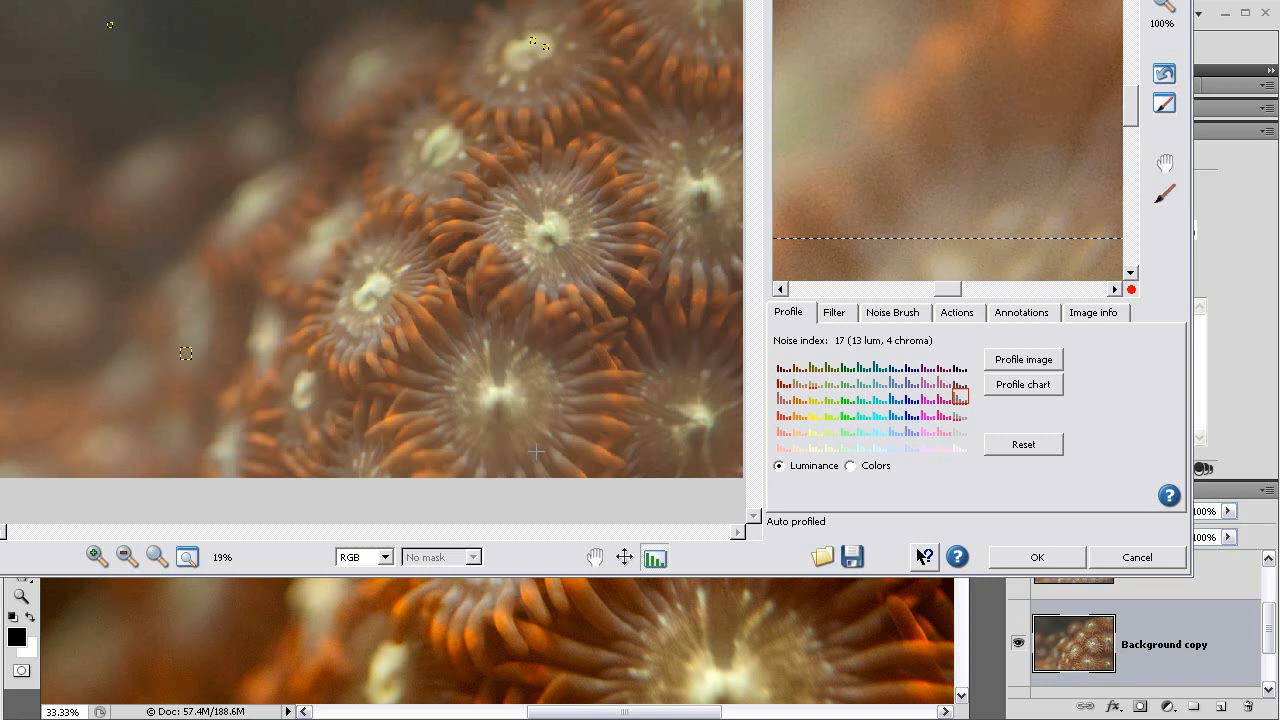 100%
Profile
Filter
Noise Brush
Actions
Annotations
Image info
Noise index: 17 (13 lum, 4 chroma)
Profile image
Profile chart
Reset
Luminance
Colors
Auto profiled
19%
RGB
No mask
OK
Cancel
100%
100%
Background copy
33.33%
Doc: 57.4M/188.6M